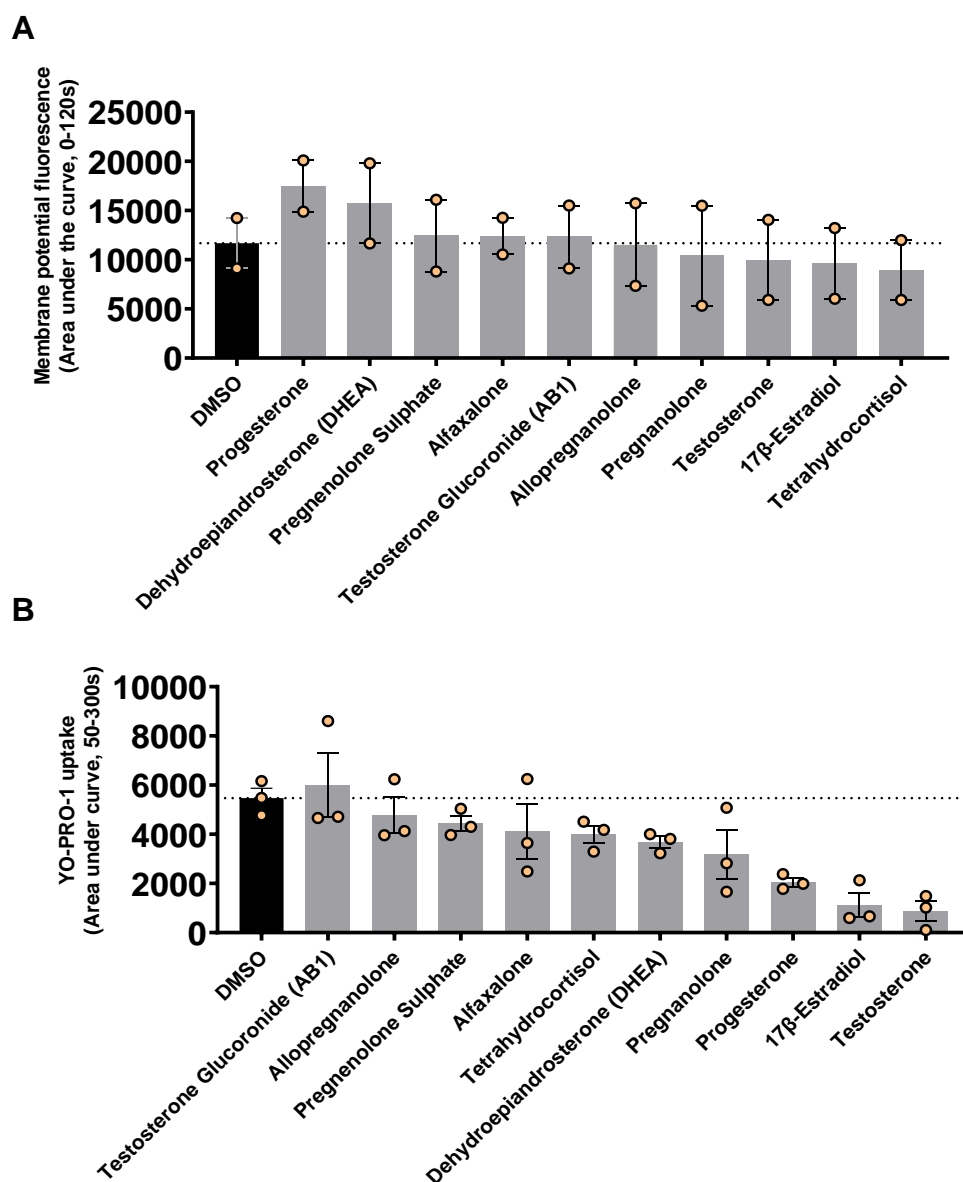 A
Membrane potential fluorescence
(Area under the curve, 0-120s)
25000
20000
15000
10000
5000
0
DMSO
Progesterone
Dehydroepiandrosterone (DHEA)
Pregnenolone Sulphate
Alfaxalone
Testosterone Glucoronide (AB1)
Allopregnanolone
Pregnanolone
Testosterone
17β-Estradiol
Tetrahydrocortisol
B
YO-PRO-1 uptake
(Area under curve, 50-300s)
10000
8000
6000
4000
2000
0
DMSO
Testosterone Glucoronide (AB1)
Allopregnanolone
Pregnenolone Sulphate
Alfaxalone
Tetrahydrocortisol
Dehydroepiandrosterone (DHEA)
Pregnanolone
Progesterone
17β-Estradiol
Testosterone